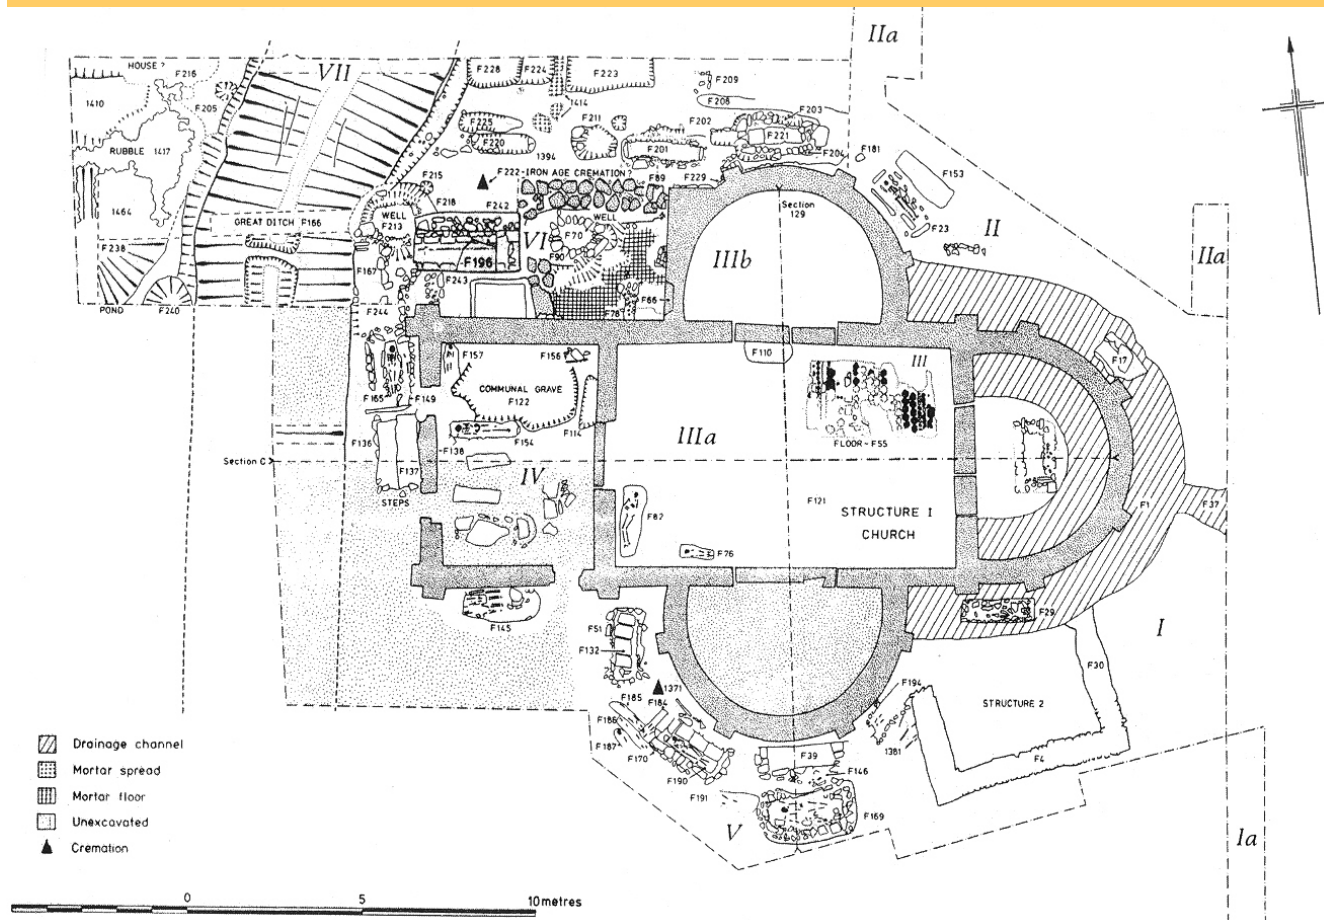 IIa
HOUSE ?
F216
VII
F228
F224
F223
F209
1410
F205
1414
F208
F203
F225
F211
F202
F221
RUBBLE 1417
F220
F201
F204
F181
1394
F153
F222-IRON AGE CREMATION ?
F89
F229
F215
1464
F218
F242
Section
129
GREAT DITCH F166
WELL
F213
WELL
F23
II
VI
F70
IIIb
IIa
F238
F196
F90
F167
F243
F66
POND
F240
F244
F78
F157
F156
F110
III
F17
COMMUNAL GRAVE
F122
F165
F149
F114
IIIa
FLOOR-F55
F136
F138
F154
Section C
F137
IV
STEPS
F121
STRUCTURE I
CHURCH
F1
F37
F82
F76
F145
F29
F51
F132
I
F30
1371
F194
F185
F184
STRUCTURE 2
F186
F187
F170
F39
1381
F4
F190
F146
F191
F169
V
Ia
Drainage channel
Mortar spread
Mortar floor
Unexcavated
Cremation
0 5 10 metres